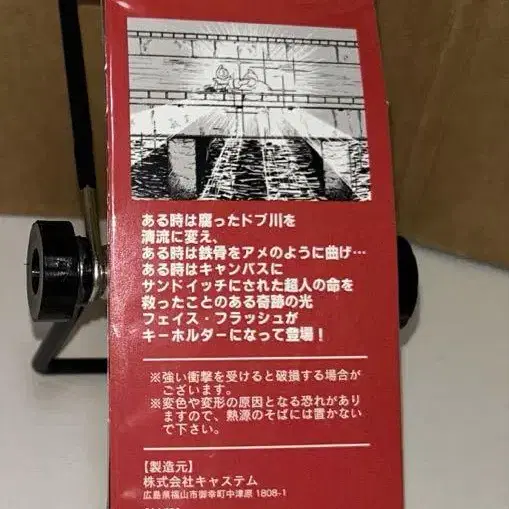 ある時は腐ったドブ川を
清流に変え、
ある時は鉄骨をアメのように曲げ…
ある時はキャンバスに
サンドイッチにされた超人の命を
救ったことのある奇跡の光
フェイス・フラッシュが
キーホルダーになって登場！
※強い衝撃を受けると破損する場合が
ございます。
※変色や変形の原因となる恐れがあり
ますので、熱源のそばには置かない
で下さい。
【製造元】
株式会社キャステム
広島県福山市御幸町中津原 1808-1